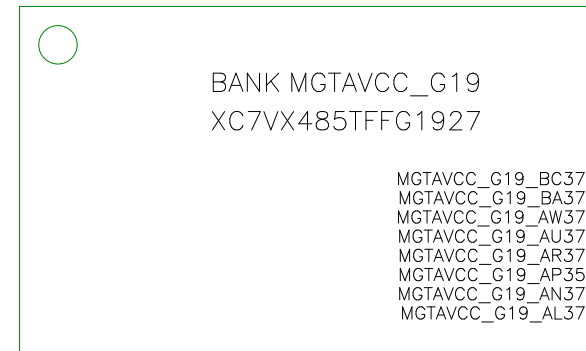 BANK MGTAVCC_G19
XC7VX485TFFG1927
MGTAVCC_G19_BC37
MGTAVCC_G19_BA37
MGTAVCC_G19_AW37
MGTAVCC_G19_AU37
MGTAVCC_G19_AR37
MGTAVCC_G19_AP35
MGTAVCC_G19_AN37
MGTAVCC_G19_AL37